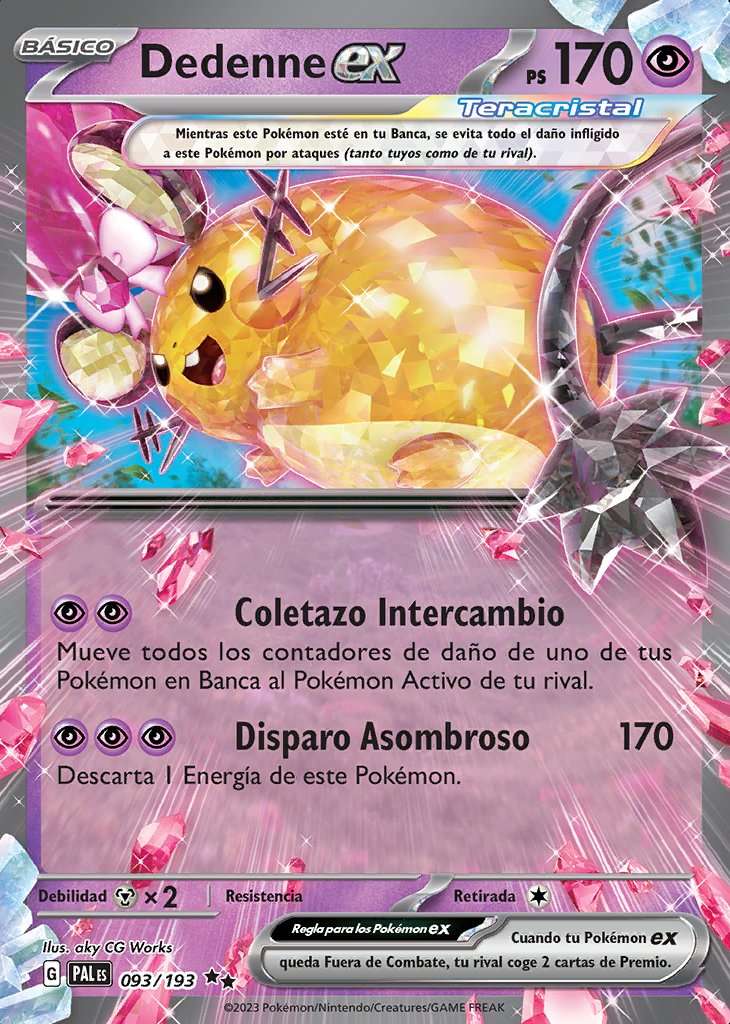 BÁSICO
Dedenne ex
PS 170
Teracristal
Mientras este Pokémon esté en tu Banca, se evita todo el daño infligido
a este Pokémon por ataques (tanto tuyos como de tu rival).
Coletazo Intercambio
Mueve todos los contadores de daño de uno de tus
Pokémon en Banca al Pokémon Activo de tu rival.
Disparo Asombroso 170
Descarta 1 Energía de este Pokémon.
Debilidad ×2 Resistencia Retirada
Ilus. aky CG Works
Regla para los Pokémon ex
Cuando tu Pokémon ex
queda Fuera de Combate, tu rival coge 2 cartas de Premio.
G PAL ES 093/193
©2023 Pokémon/Nintendo/Creatures/GAME FREAK